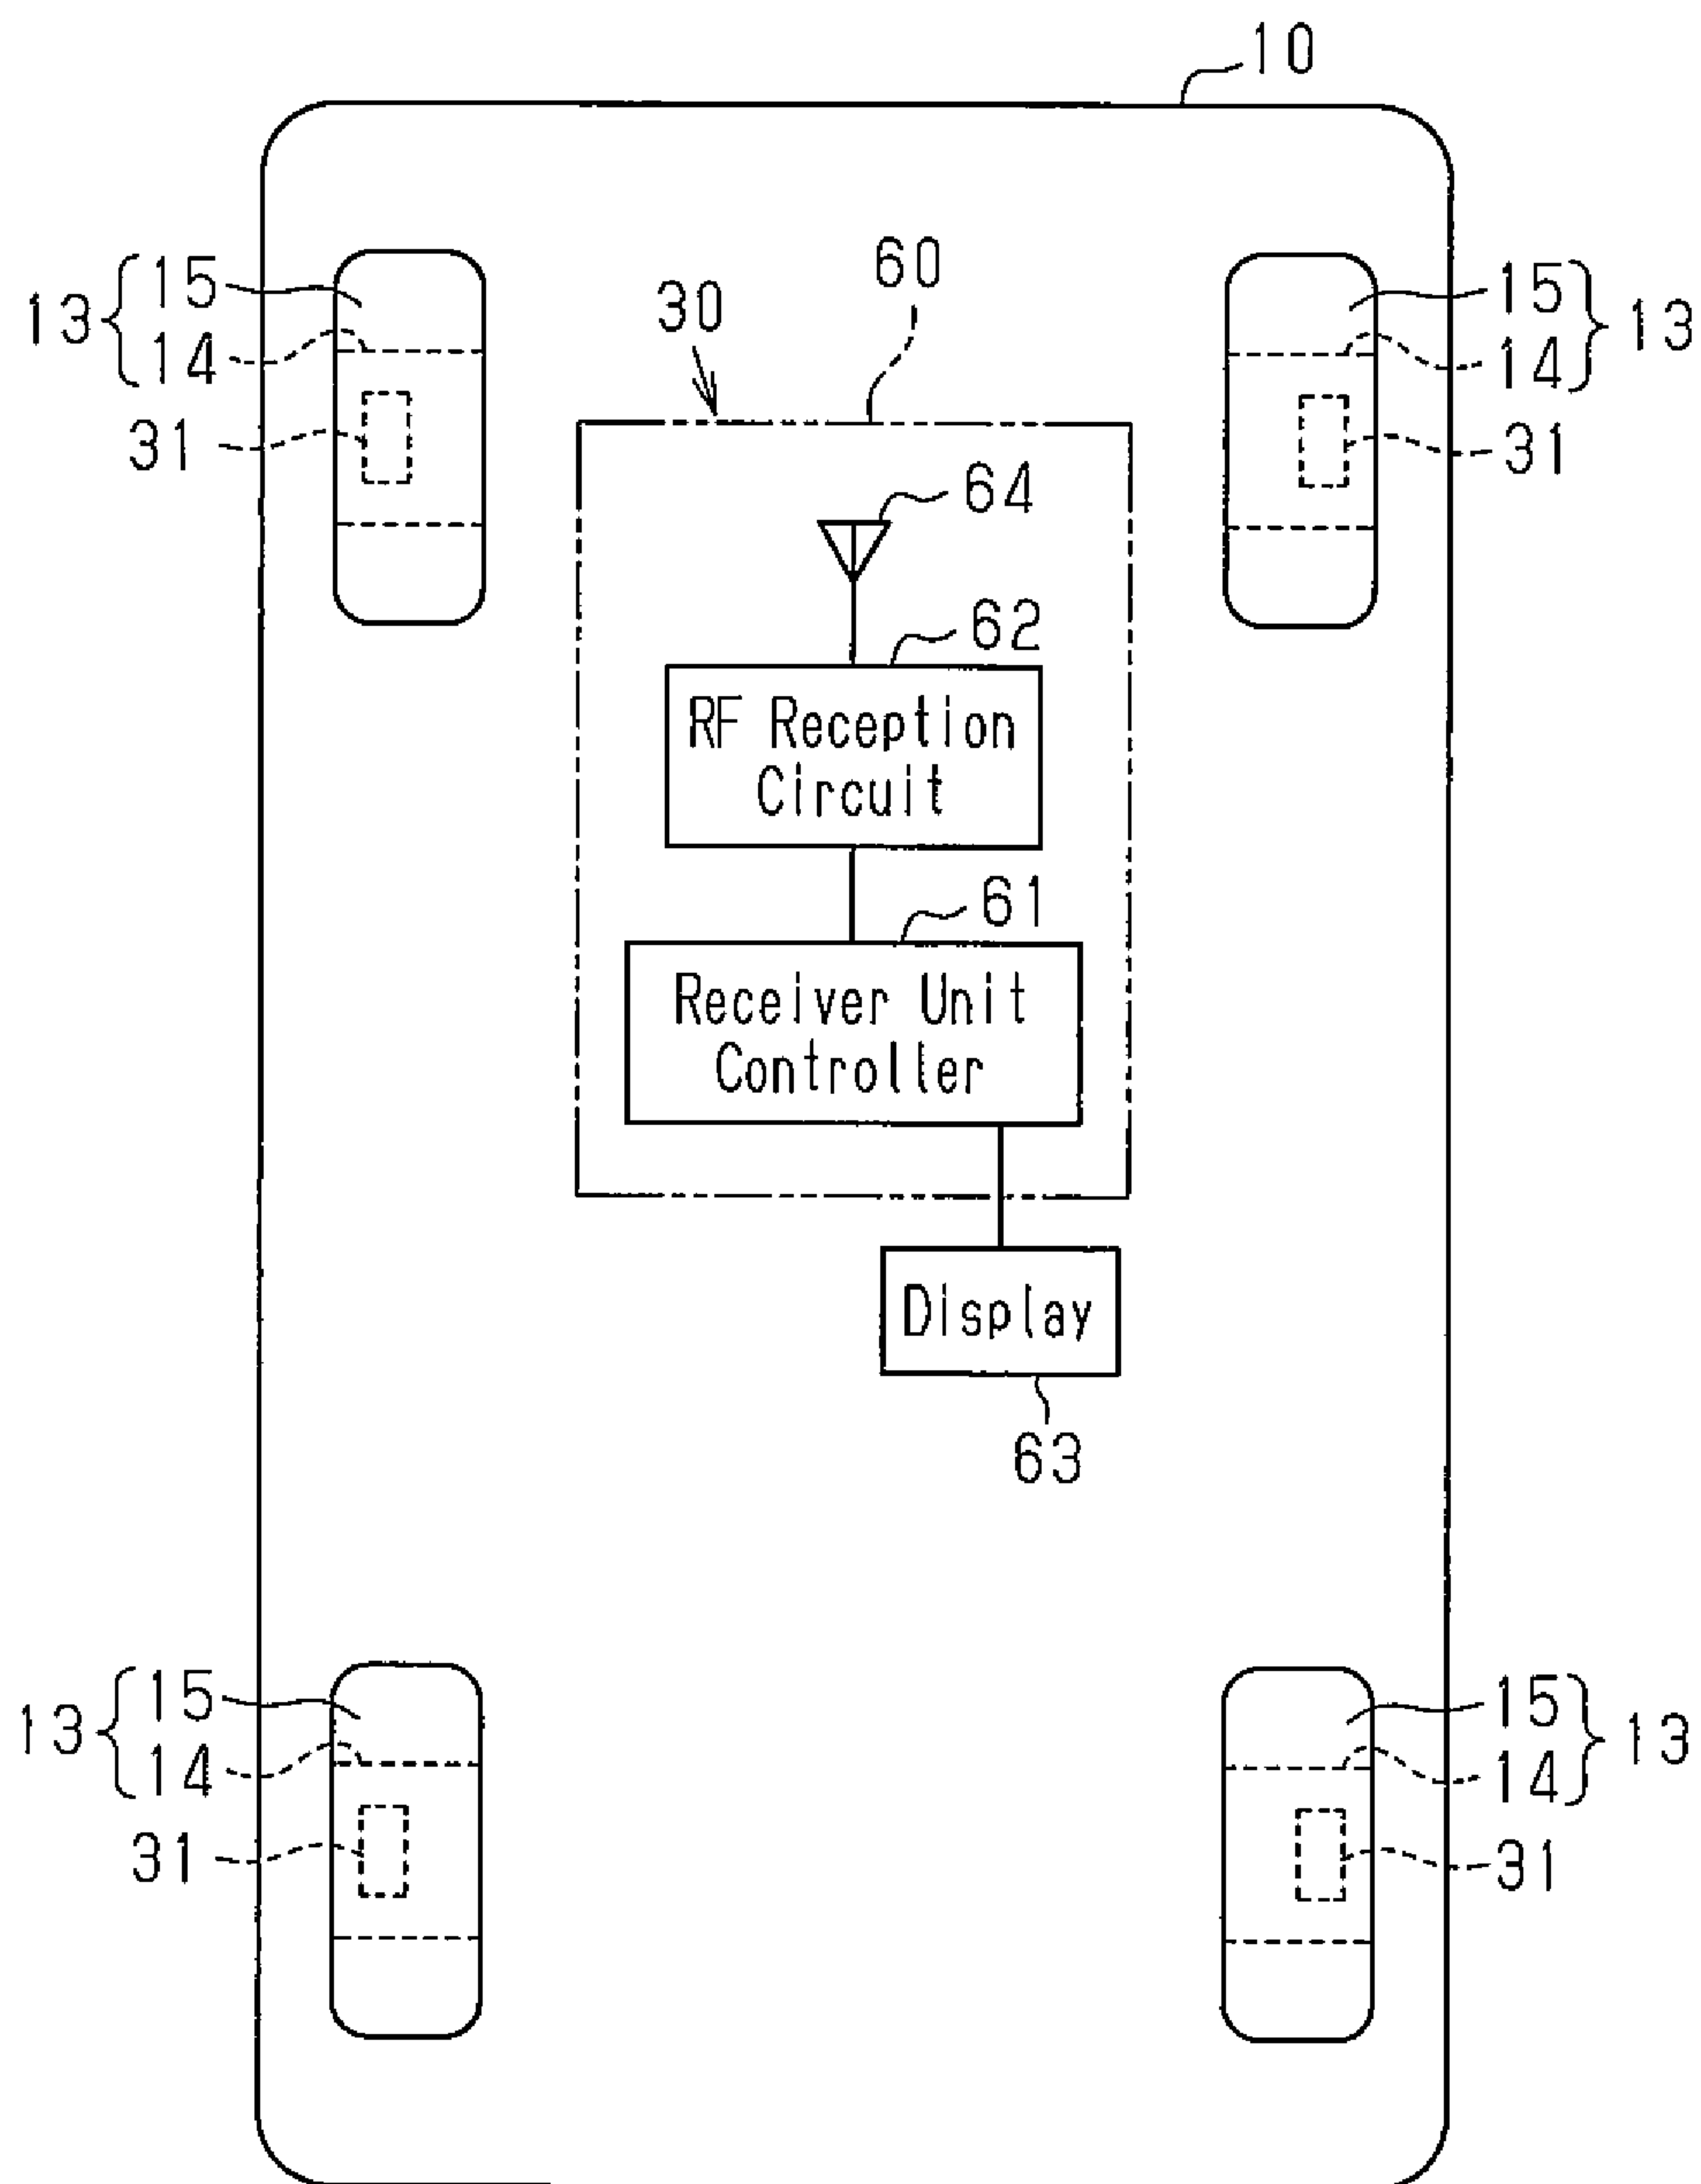 10
60
30
13 15 15 13
14 14
31 31
64
62
RF Reception
Circuit
61
Receiver Unit
Controller
Display
63
13 15 15 13
14 14
31 31